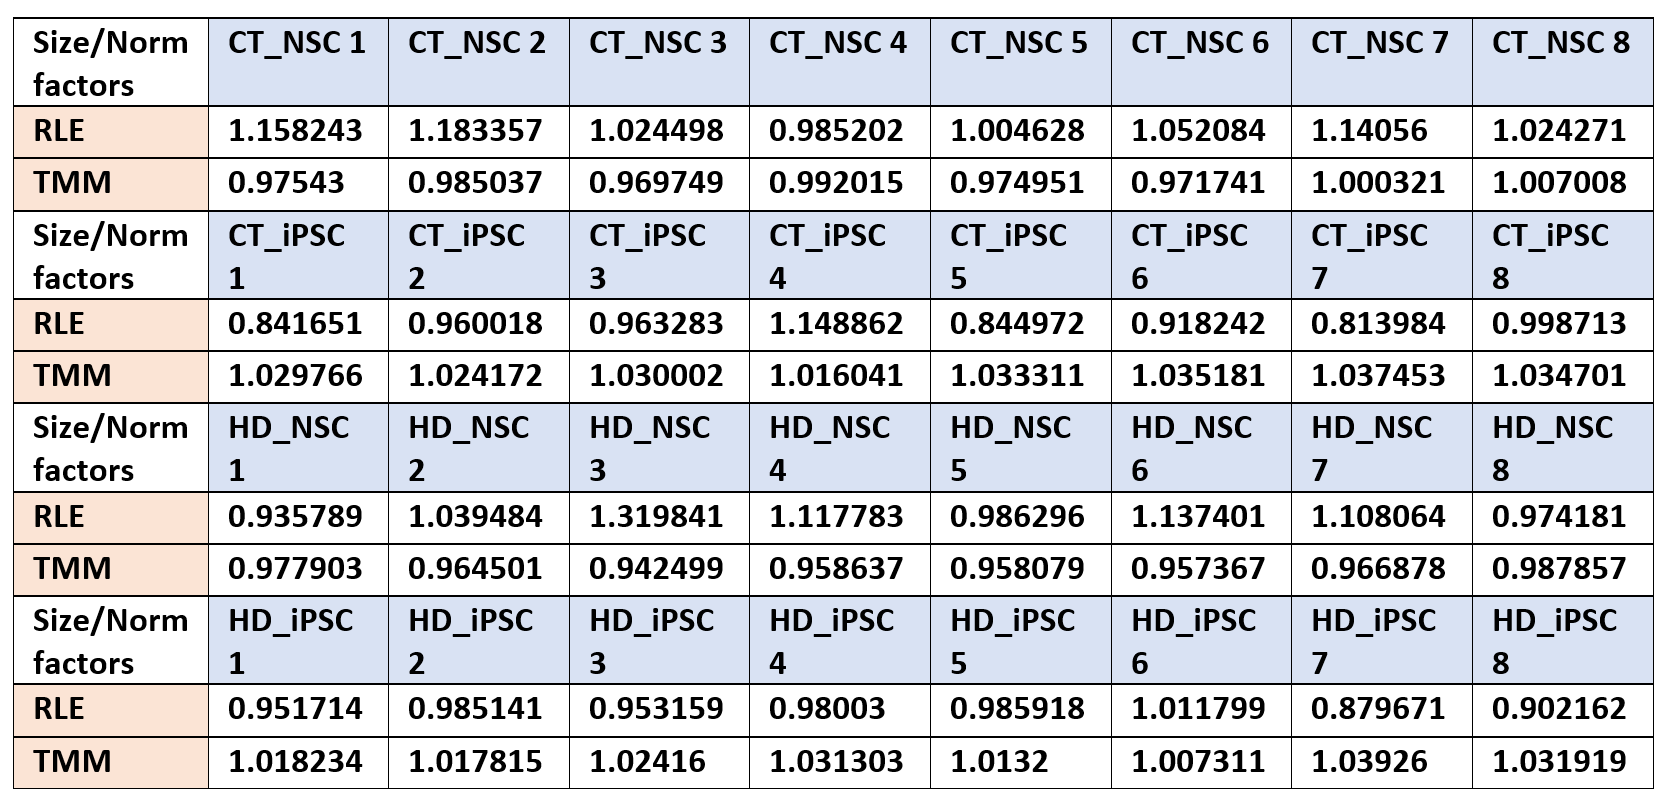 Size/Norm factors CT_NSC 1 CT_NSC 2 CT_NSC 3 CT_NSC 4 CT_NSC 5 CT_NSC 6 CT_NSC 7 CT_NSC 8
RLE 1.158243 1.183357 1.024498 0.985202 1.004628 1.052084 1.14056 1.024271
TMM 0.97543 0.985037 0.969749 0.992015 0.974951 0.971741 1.000321 1.007008
Size/Norm factors CT_iPSC 1 CT_iPSC 2 CT_iPSC 3 CT_iPSC 4 CT_iPSC 5 CT_iPSC 6 CT_iPSC 7 CT_iPSC 8
RLE 0.841651 0.960018 0.963283 1.148862 0.844972 0.918242 0.813984 0.998713
TMM 1.029766 1.024172 1.030002 1.016041 1.033311 1.035181 1.037453 1.034701
Size/Norm factors HD_NSC 1 HD_NSC 2 HD_NSC 3 HD_NSC 4 HD_NSC 5 HD_NSC 6 HD_NSC 7 HD_NSC 8
RLE 0.935789 1.039484 1.319841 1.117783 0.986296 1.137401 1.108064 0.974181
TMM 0.977903 0.964501 0.942499 0.958637 0.958079 0.957367 0.966878 0.987857
Size/Norm factors HD_iPSC 1 HD_iPSC 2 HD_iPSC 3 HD_iPSC 4 HD_iPSC 5 HD_iPSC 6 HD_iPSC 7 HD_iPSC 8
RLE 0.951714 0.985141 0.953159 0.98003 0.985918 1.011799 0.879671 0.902162
TMM 1.018234 1.017815 1.02416 1.031303 1.0132 1.007311 1.03926 1.031919